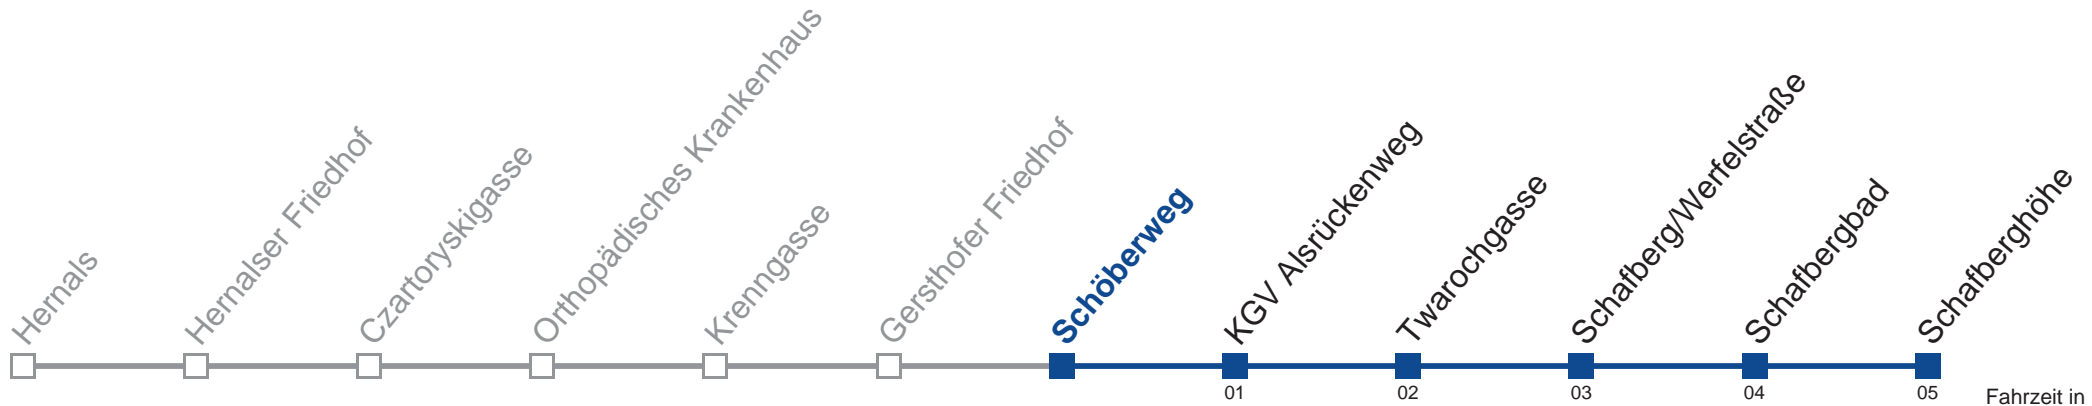 Hernals
Hernalser Friedhof
Czartoryskigasse
Orthopädisches Krankenhaus
Krenngasse
Gersthofer Friedhof
Schöberweg
KGV Alsrückenweg
Twarochgasse
Schafberg/Werfelstraße
Schafbergbad
Schafberghöhe
01
02
03
04
05
Fahrzeit in